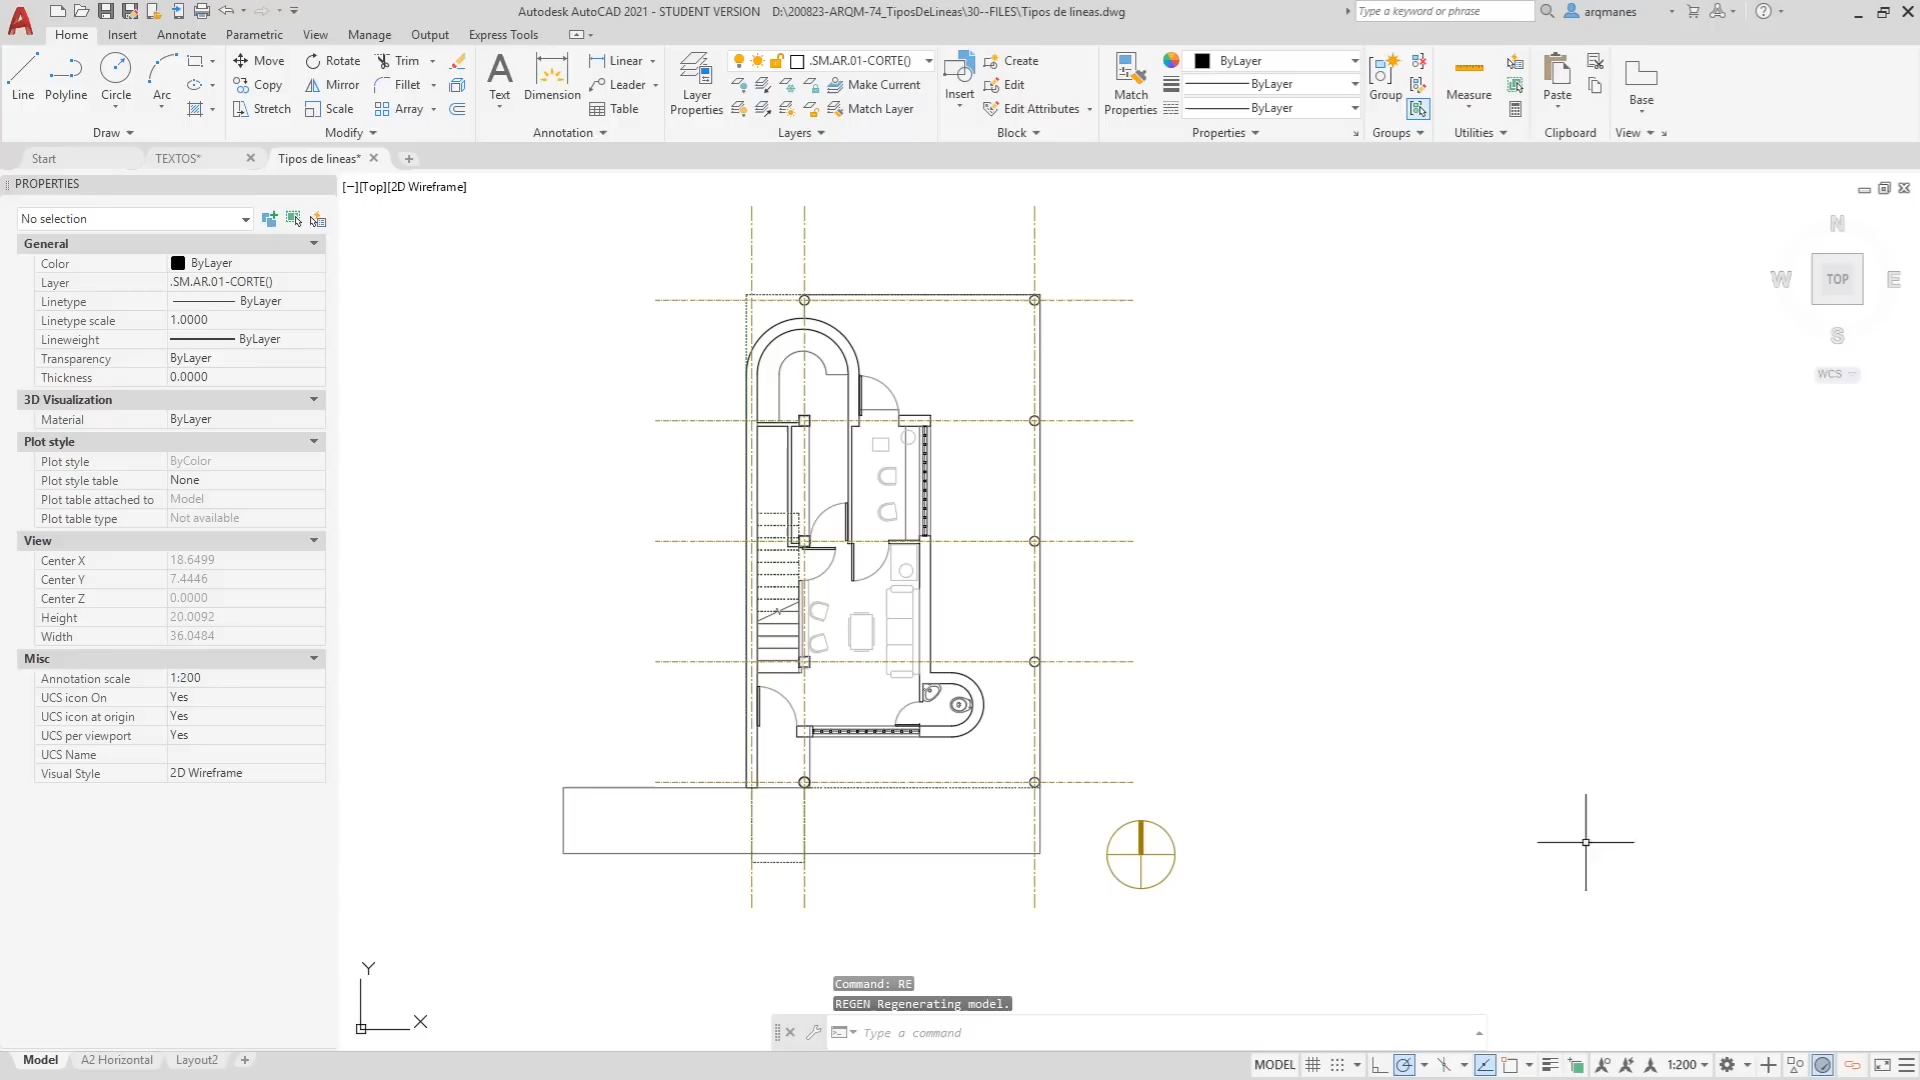 Autodesk AutoCAD 2021 - STUDENT VERSION D:\200823-ARQM-74_TiposDeLineas\30--FILES\Tipos de lineas.dwg
Type a keyword or phrase
arqmanes
Home Insert Annotate Parametric View Manage Output Express Tools
Move Rotate Trim
Copy Mirror Fillet
Stretch Scale Array
Line Polyline Circle Arc
Text Dimension
Linear
Leader
Table
Layer Properties
.SM.AR.01-CORTE()
Make Current
Match Layer
Insert
Create
Edit
Edit Attributes
Match Properties
ByLayer
ByLayer
ByLayer
Group
Measure
Paste
Base
Draw Modify Annotation Layers Block Properties Groups Utilities Clipboard View
Start TEXTOS* Tipos de lineas*
PROPERTIES
No selection
General
Color ByLayer
Layer .SM.AR.01-CORTE()
Linetype ByLayer
Linetype scale 1.0000
Lineweight ByLayer
Transparency ByLayer
Thickness 0.0000
3D Visualization
Material ByLayer
Plot style
Plot style ByColor
Plot style table None
Plot table attached to Model
Plot table type Not available
View
Center X 18.6499
Center Y 7.4446
Center Z 0.0000
Height 20.0092
Width 36.0484
Misc
Annotation scale 1:200
UCS icon On Yes
UCS icon at origin Yes
UCS per viewport Yes
UCS Name
Visual Style 2D Wireframe
[−][Top][2D Wireframe]
N
W TOP E
S
WCS
Y
X
Command: RE
REGEN Regenerating model.
Type a command
Model A2 Horizontal Layout2
MODEL 1:200